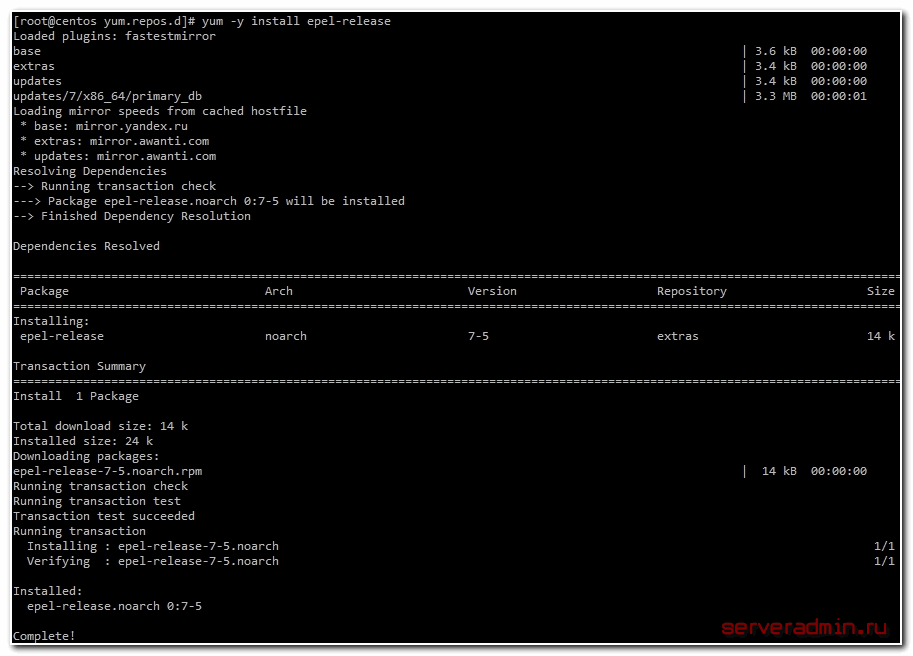 [root@centos yum.repos.d]# yum -y install epel-release
Loaded plugins: fastestmirror
base | 3.6 kB 00:00:00
extras | 3.4 kB 00:00:00
updates | 3.4 kB 00:00:00
updates/7/x86_64/primary_db | 3.3 MB 00:00:01
Loading mirror speeds from cached hostfile
* base: mirror.yandex.ru
* extras: mirror.awanti.com
* updates: mirror.awanti.com
Resolving Dependencies
--> Running transaction check
---> Package epel-release.noarch 0:7-5 will be installed
--> Finished Dependency Resolution
Dependencies Resolved
================================================================================
Package Arch Version Repository Size
================================================================================
Installing:
epel-release noarch 7-5 extras 14 k
Transaction Summary
================================================================================
Install 1 Package
Total download size: 14 k
Installed size: 24 k
Downloading packages:
epel-release-7-5.noarch.rpm | 14 kB 00:00:00
Running transaction check
Running transaction test
Transaction test succeeded
Running transaction
Installing : epel-release-7-5.noarch 1/1
Verifying : epel-release-7-5.noarch 1/1
Installed:
epel-release.noarch 0:7-5
Complete!
serveradmin.ru